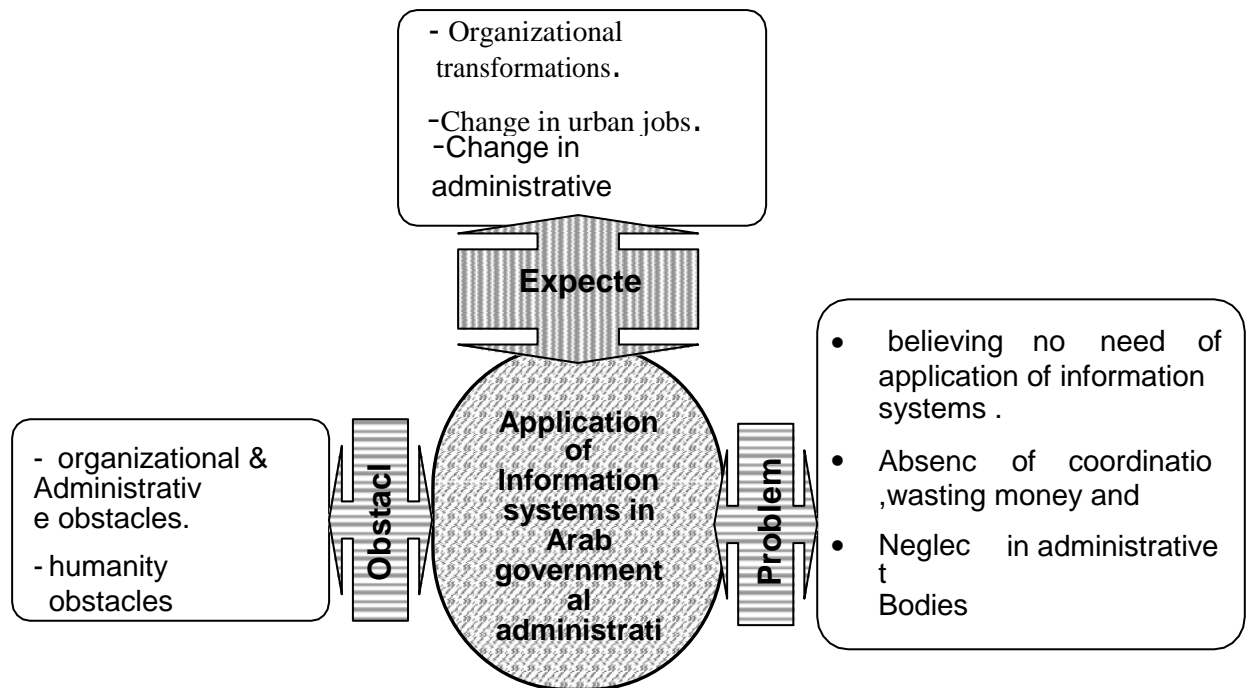 - Organizational
transformations.
-Change in urban jobs.
-Change in
administrative
Expecte
- organizational &
Administrativ
e obstacles.
- humanity
obstacles
Obstacl
Application
of
Information
systems in
Arab
government
al
administrati
Problem
• believing no need of
application of information
systems .
• Absenc of coordinatio
,wasting money and
• Neglec in administrative
t
Bodies